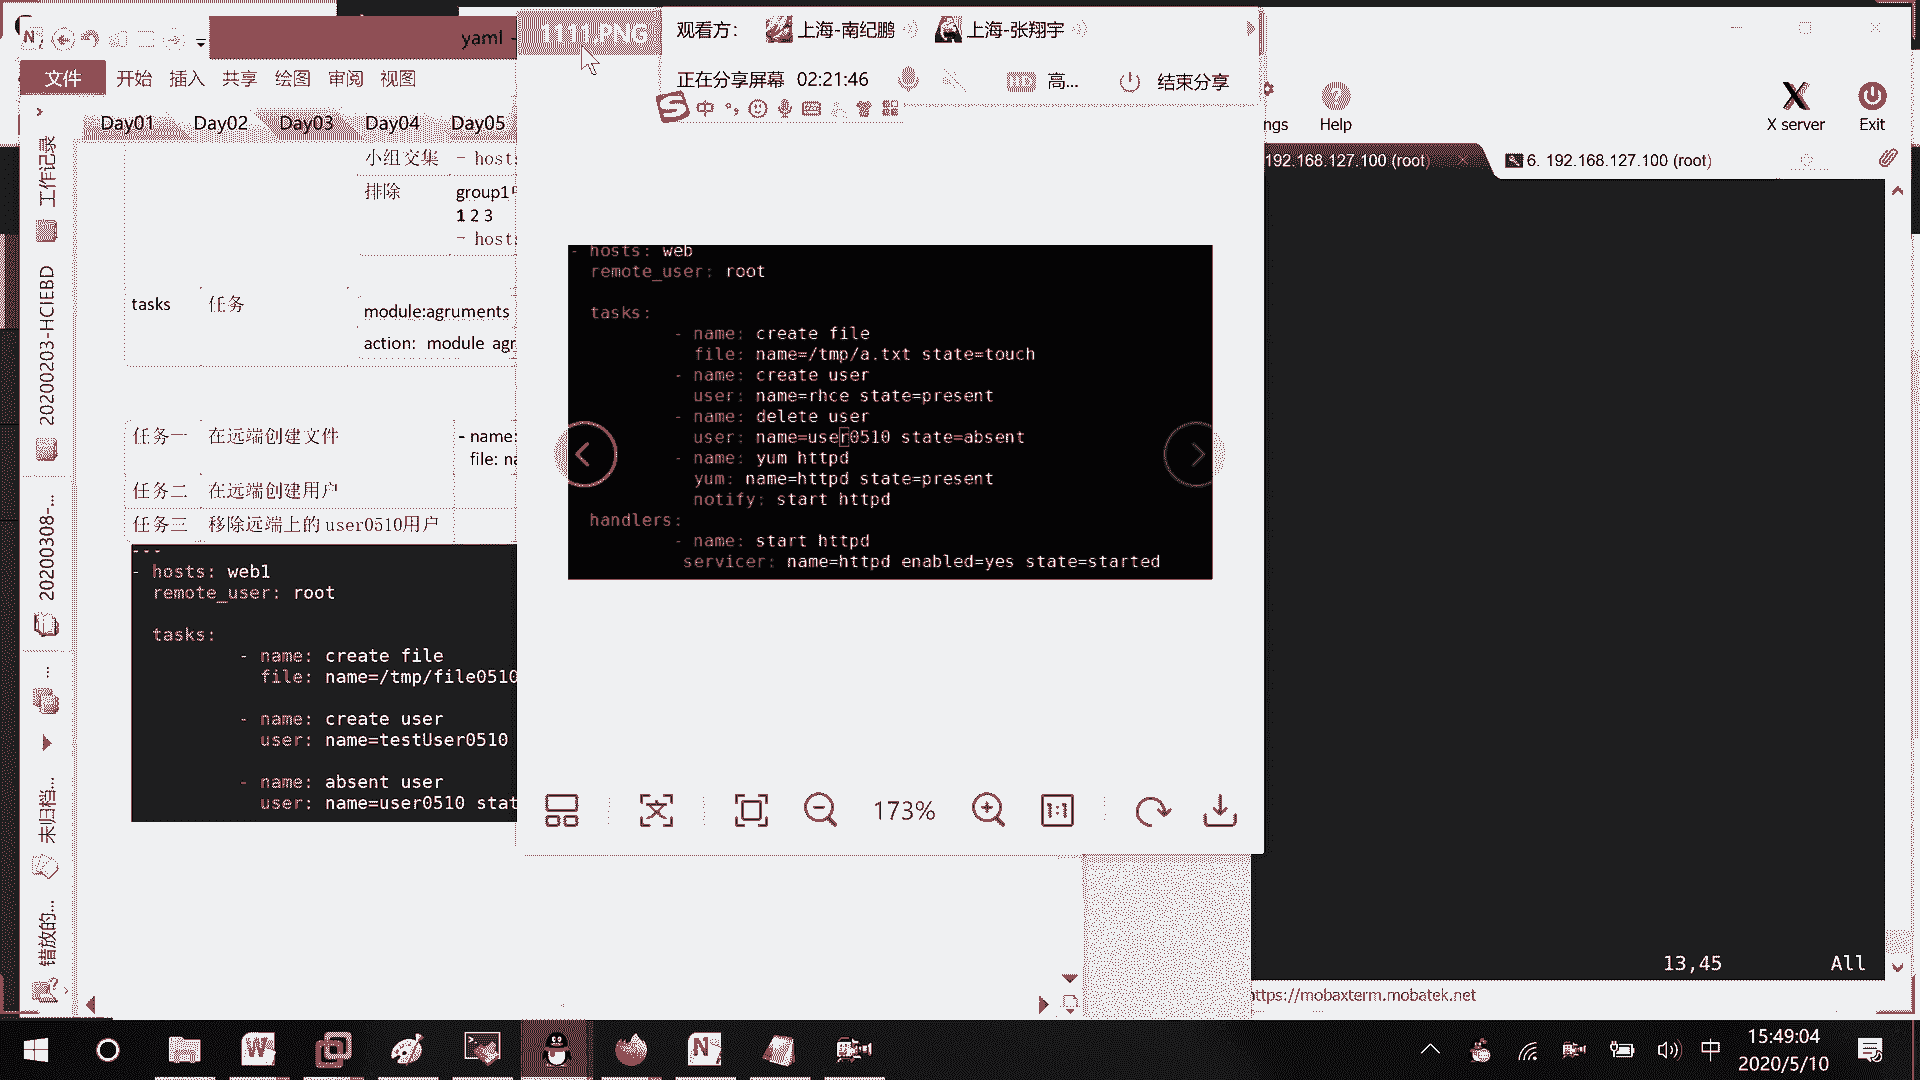 yaml -
文件 开始 插入 共享 绘图 审阅 视图
Day01 Day02 Day03 Day04 Day05
工作记录
20200203-HCIEBD
20200308-...
...
未归档...
错放的...
小组交集 - host
排除 group1
1 2 3
- host
tasks 任务 module:agruments
action: module agr
任务一 在远端创建文件 - name:
file: na
任务二 在远端创建用户
任务三 移除远端上的 user0510用户
---
- hosts: web1
remote_user: root
tasks:
- name: create file
file: name=/tmp/file0510
- name: create user
user: name=testUser0510
- name: absent user
user: name=user0510 stat
1111.PNG
观看方: 上海-南纪鹏 上海-张翔宇
正在分享屏幕 02:21:46 高... 结束分享
中
- hosts: web
remote_user: root
tasks:
- name: create file
file: name=/tmp/a.txt state=touch
- name: create user
user: name=rhce state=present
- name: delete user
user: name=user0510 state=absent
- name: yum httpd
yum: name=httpd state=present
notify: start httpd
handlers:
- name: start httpd
servicer: name=httpd enabled=yes state=started
173%
1:1
ngs Help X server Exit
192.168.127.100 (root) 6. 192.168.127.100 (root)
13,45 All
ttps://mobaxterm.mobatek.net
中 15:49:04
2020/5/10